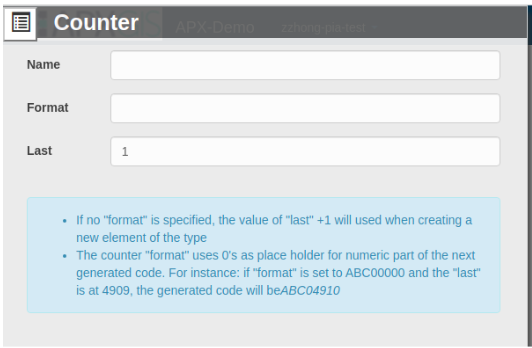 Counter
APX-Demo
Name
Format
Last
1
If no "format" is specified, the value of "last" +1 will used when creating a
new element of the type
The counter "format" uses 0's as place holder for numeric part of the next
generated code. For instance: if "format" is set to ABC00000 and the "last"
is at 4909, the generated code will beABC04910